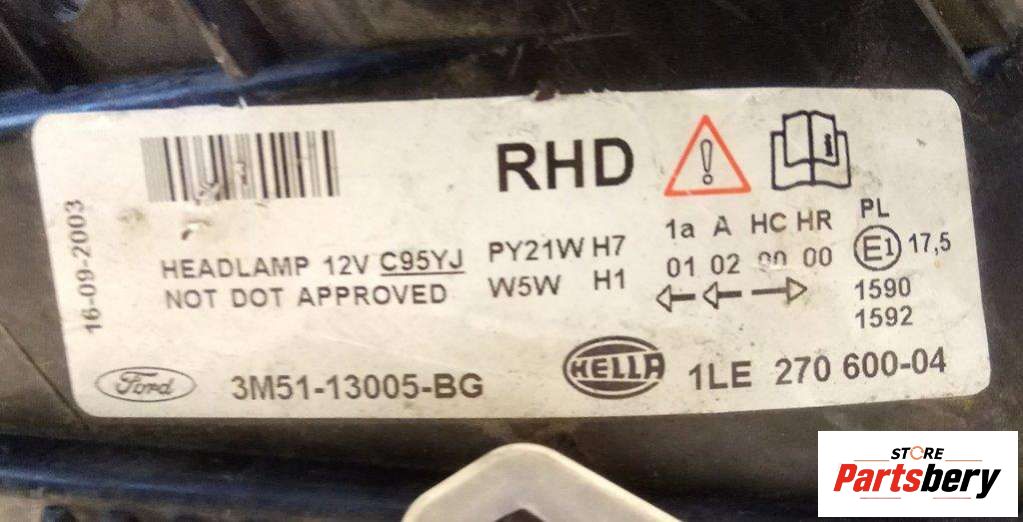 RHD
16-09-2003
HEADLAMP 12V C95YJ
NOT DOT APPROVED
PY21W H7
W5W H1
1a A HC HR
01 02 00 00
PL
E1 17,5
1590
1592
Ford
3M51-13005-BG
HELLA
1LE 270 600-04
STORE
Partsbery